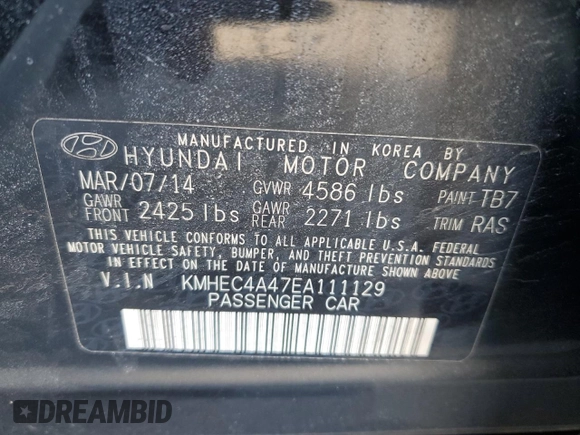 MANUFACTURED IN KOREA BY
HYUNDAI MOTOR COMPANY
MAR/07/14 GVWR 4586 lbs PAINT TB7
GAWR FRONT 2425 lbs GAWR REAR 2271 lbs TRIM RAS
THIS VEHICLE CONFORMS TO ALL APPLICABLE U.S.A. FEDERAL
MOTOR VEHICLE SAFETY, BUMPER, AND THEFT PREVENTION STANDARDS
IN EFFECT ON THE DATE OF MANUFACTURE SHOWN ABOVE
V.I.N KMHEC4A47EA111129
PASSENGER CAR
DREAMBID